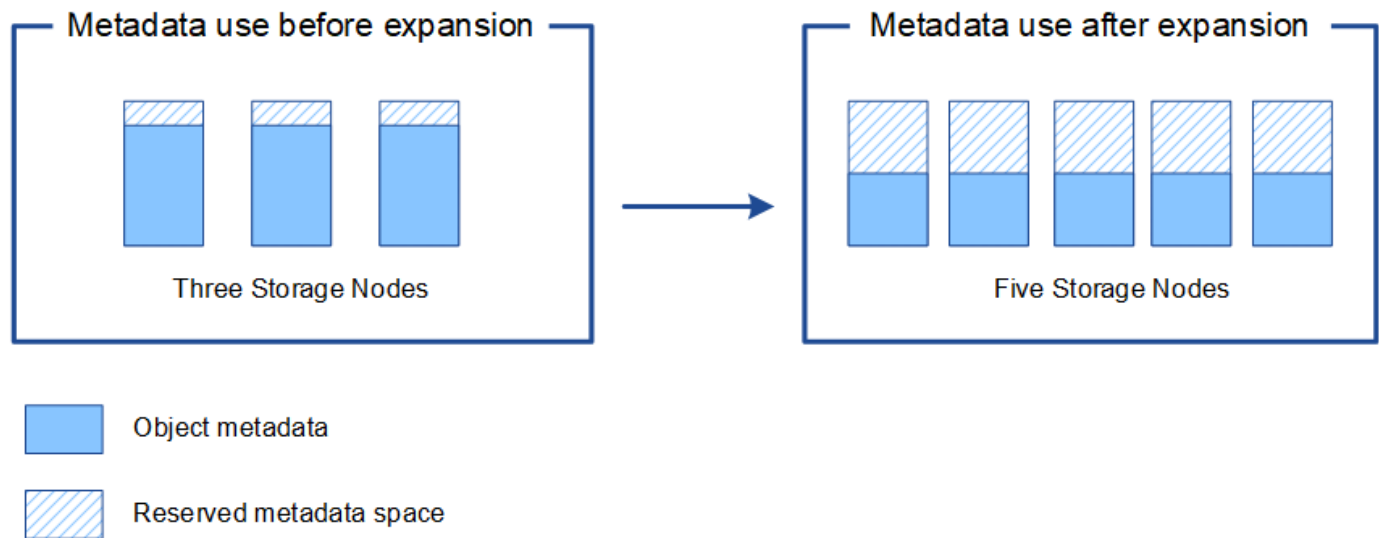 Metadata use before expansion
Metadata use after expansion
Three Storage Nodes
Five Storage Nodes
Object metadata
Reserved metadata space